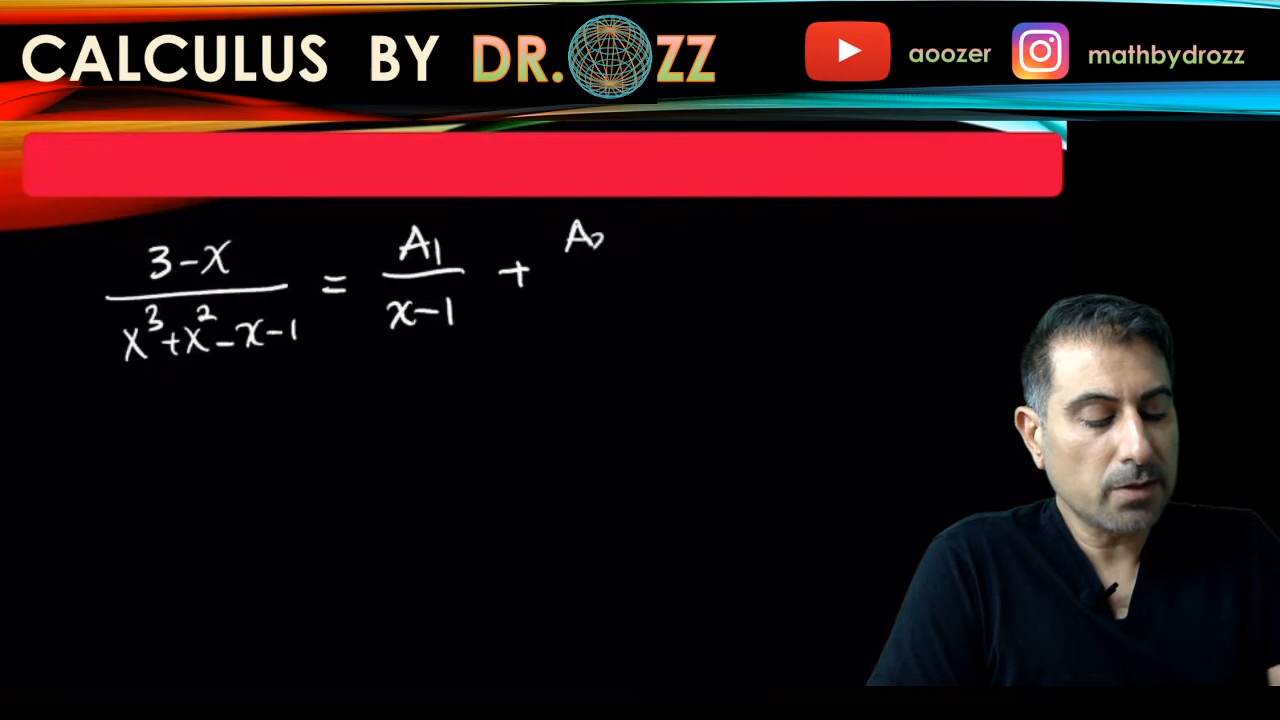 CALCULUS BY DR. ZZ
aoozer
mathbydrozz
3-x / x³+x²-x-1 = A₁ / x-1 + A₂